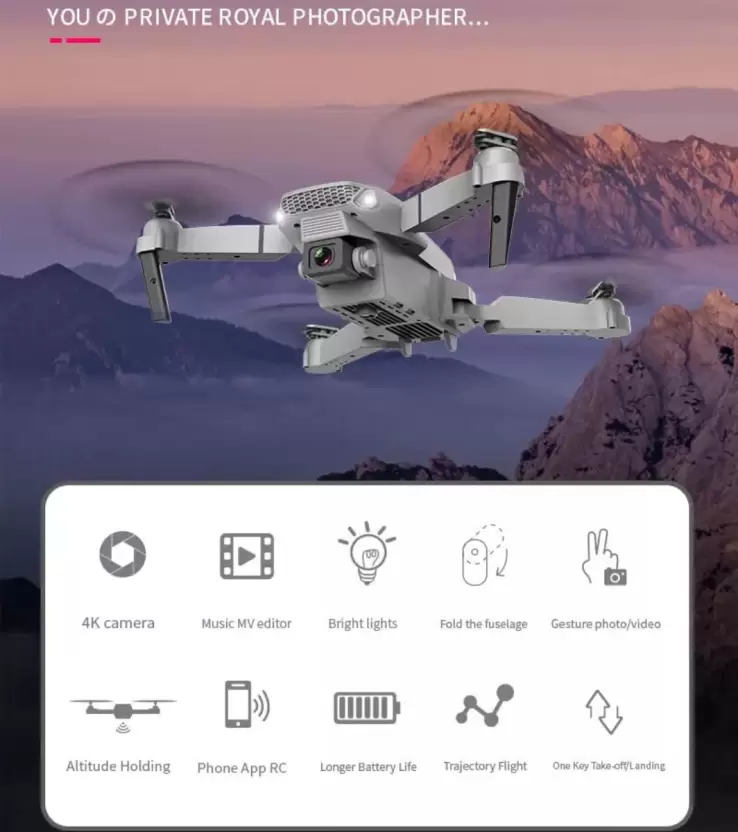 YOU の PRIVATE ROYAL PHOTOGRAPHER...
4K camera
Music MV editor
Bright lights
Fold the fuselage
Gesture photo/video
Altitude Holding
Phone App RC
Longer Battery Life
Trajectory Flight
One Key Take-off/Landing